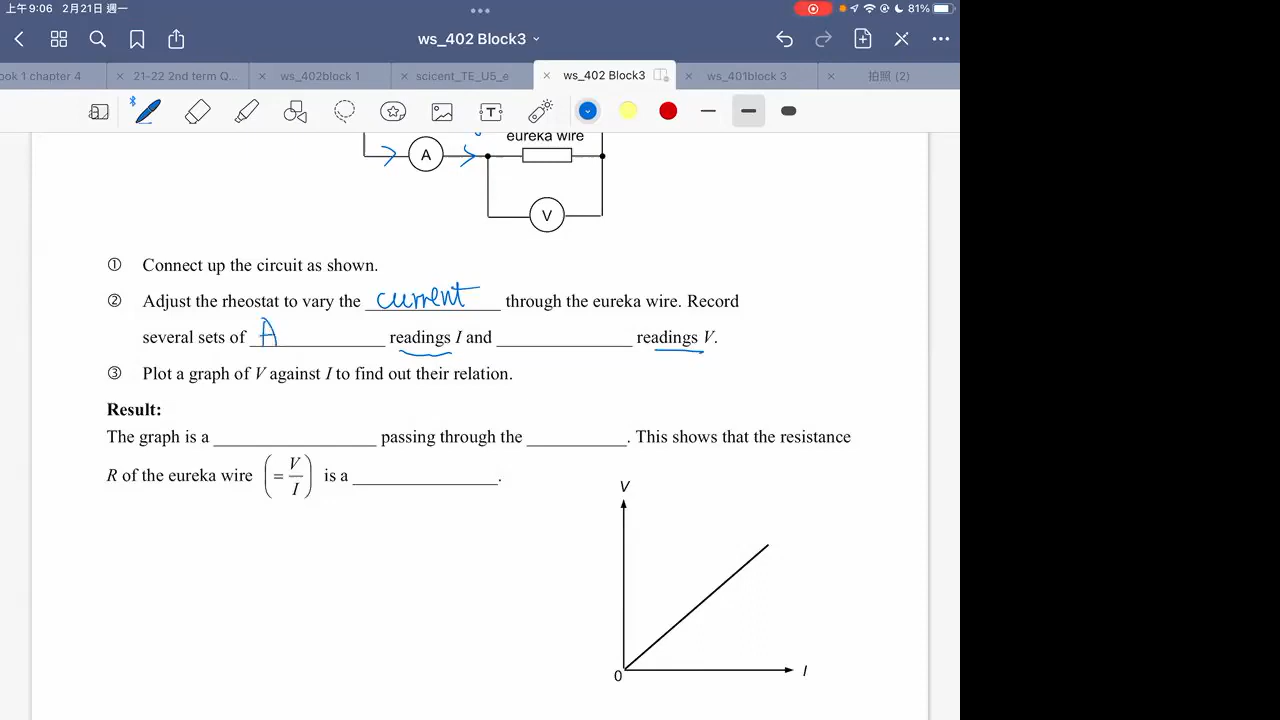 上午9:06 2月21日 週一
81%
ws_402 Block3
ook 1 chapter 4
21-22 2nd term Q...
ws_402block 1
scicent_TE_U5_e
ws_402 Block3
ws_401block 3
拍照 (2)
eureka wire
A
V
① Connect up the circuit as shown.
② Adjust the rheostat to vary the current through the eureka wire. Record
several sets of A readings I and ____________ readings V.
③ Plot a graph of V against I to find out their relation.
Result:
The graph is a ____________ passing through the ____________. This shows that the resistance
R of the eureka wire (= V/I) is a ____________.
V
0
I